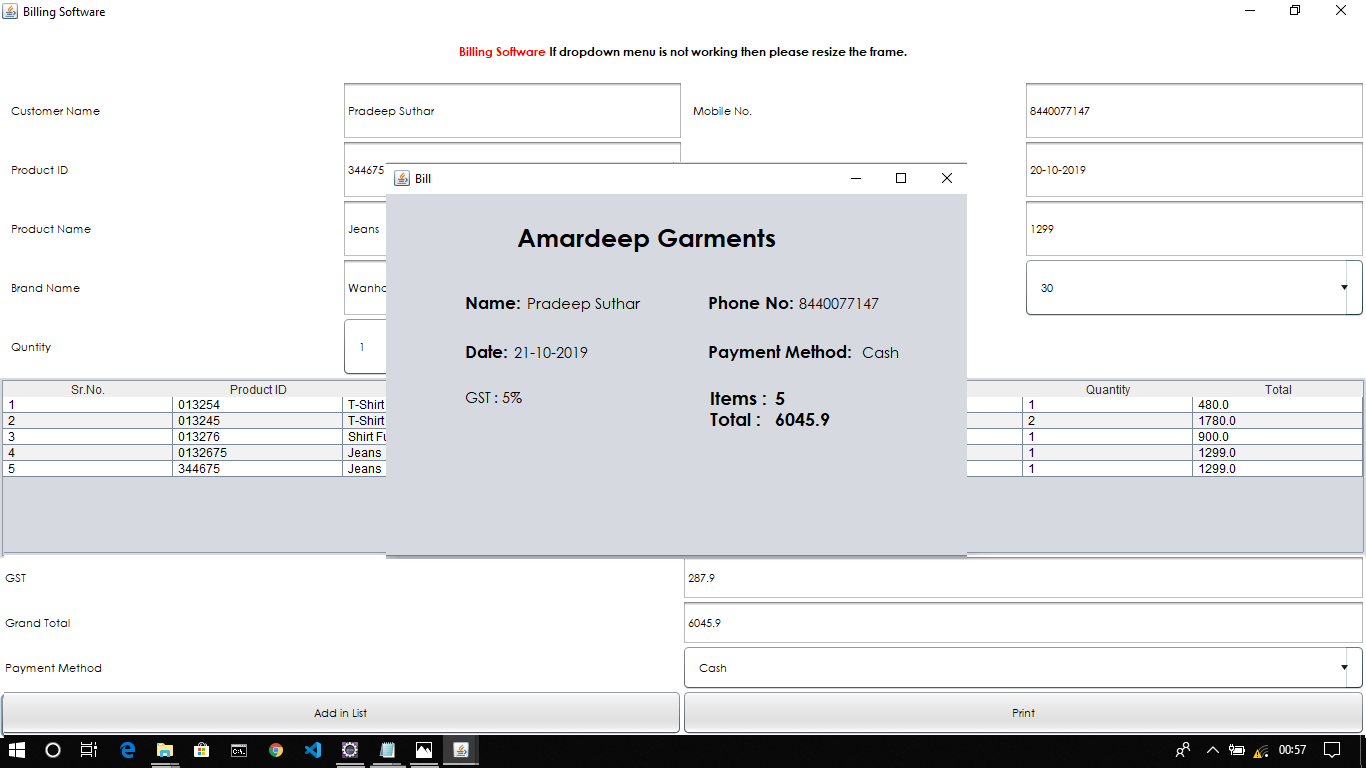 Billing Software
Billing Software If dropdown menu is not working then please resize the frame.
Customer Name Pradeep Suthar Mobile No. 8440077147
Product ID 344675 20-10-2019
Bill
Product Name Jeans 1299
Amardeep Garments
Brand Name 30
Name: Pradeep Suthar Phone No: 8440077147
Quntity 1
Date: 21-10-2019 Payment Method: Cash
Sr.No. Product ID Quantity Total
GST : 5% Items : 5
1 013254 T-Shirt 1 480.0
Total : 6045.9
2 013245 T-Shirt 2 1780.0
3 013276 Shirt 1 900.0
4 0132675 Jeans 1 1299.0
5 344675 Jeans 1 1299.0
GST 287.9
Grand Total 6045.9
Payment Method Cash
Add in List Print
00:57